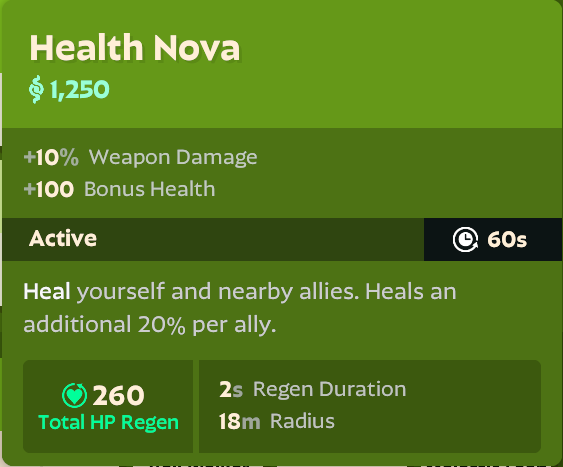 Health Nova
1,250
+10% Weapon Damage
+100 Bonus Health
Active 60s
Heal yourself and nearby allies. Heals an
additional 20% per ally.
260
Total HP Regen
2s Regen Duration
18m Radius